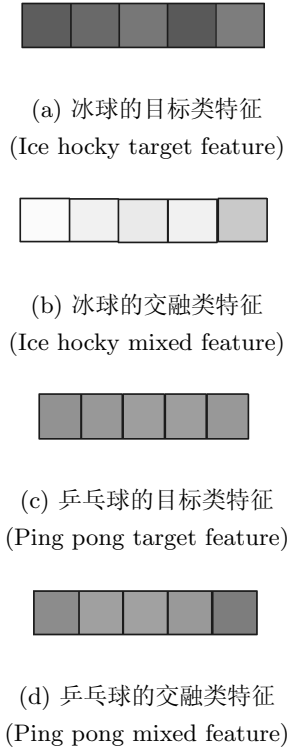 (a) 冰球的目标类特征
(Ice hocky target feature)
(b) 冰球的交融类特征
(Ice hocky mixed feature)
(c) 乒乓球的目标类特征
(Ping pong target feature)
(d) 乒乓球的交融类特征
(Ping pong mixed feature)